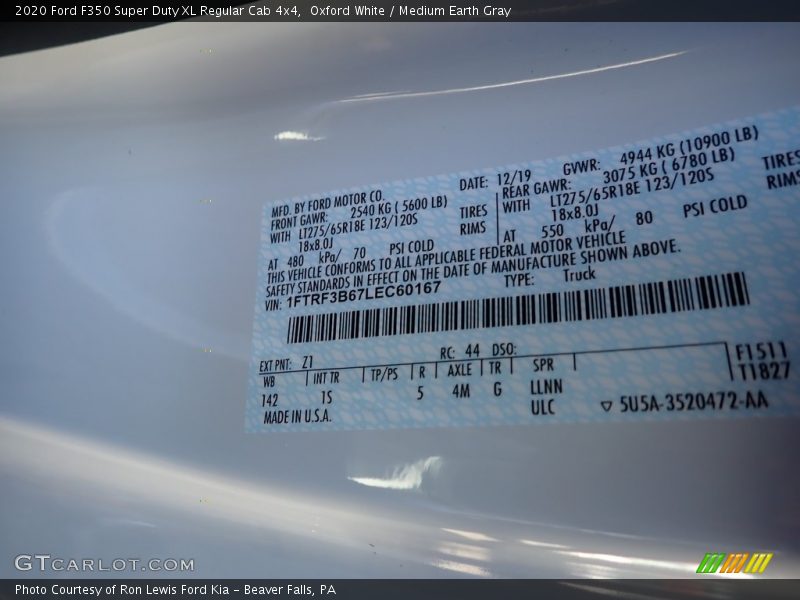 2020 Ford F350 Super Duty XL Regular Cab 4x4,  Oxford White / Medium Earth Gray
MFD. BY FORD MOTOR CO.
DATE: 12/19
GVWR: 4944 KG (10900 LB)
FRONT GAWR: 2540 KG ( 5600 LB)
REAR GAWR: 3075 KG ( 6780 LB)
WITH LT275/65R18E 123/120S TIRES
WITH LT275/65R18E 123/120S TIRES
18x8.0J RIMS
18x8.0J RIMS
AT 480 kPa/ 70 PSI COLD
AT 550 kPa/ 80 PSI COLD
THIS VEHICLE CONFORMS TO ALL APPLICABLE FEDERAL MOTOR VEHICLE
SAFETY STANDARDS IN EFFECT ON THE DATE OF MANUFACTURE SHOWN ABOVE.
VIN: 1FTRF3B67LEC60167
TYPE: Truck
EXT PNT: Z1 RC: 44 DSO:
WB INT TR TP/PS R AXLE TR SPR
F1511
T1827
142 1S 5 4M G LLNN
ULC
MADE IN U.S.A.
▽ 5U5A-3520472-AA
GTCARLOT.COM
Photo Courtesy of Ron Lewis Ford Kia - Beaver Falls, PA